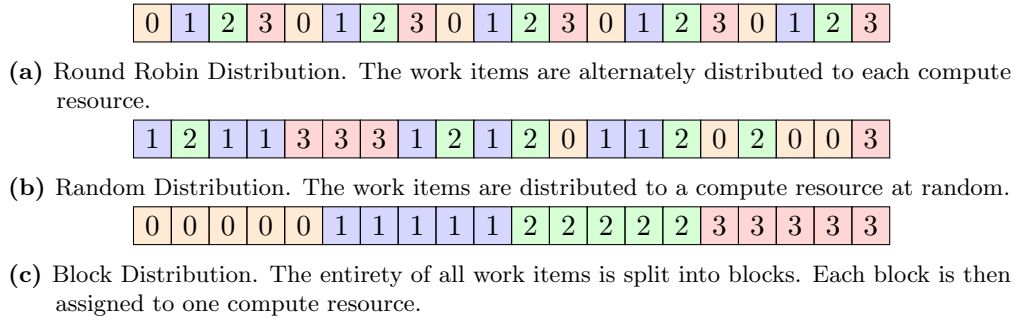 0 1 2 3 0 1 2 3 0 1 2 3 0 1 2 3 0 1 2 3
(a) Round Robin Distribution. The work items are alternately distributed to each compute
resource.
1 2 1 1 3 3 3 1 2 1 2 0 1 1 2 0 2 0 0 3
(b) Random Distribution. The work items are distributed to a compute resource at random.
0 0 0 0 0 1 1 1 1 1 2 2 2 2 2 3 3 3 3 3
(c) Block Distribution. The entirety of all work items is split into blocks. Each block is then
assigned to one compute resource.